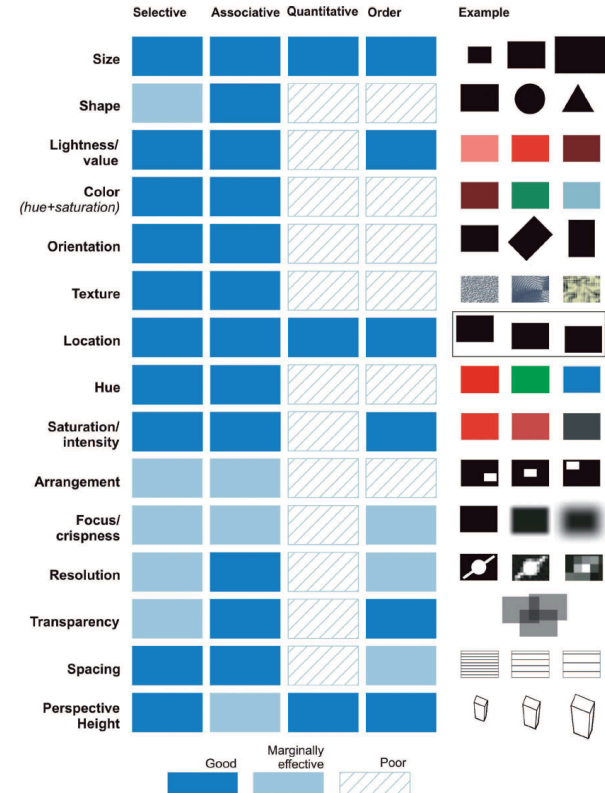 Selective Associative Quantitative Order Example
Size
Shape
Lightness/
value
Color
(hue+saturation)
Orientation
Texture
Location
Hue
Saturation/
intensity
Arrangement
Focus/
crispness
Resolution
Transparency
Spacing
Perspective
Height
Good
Marginally
effective
Poor